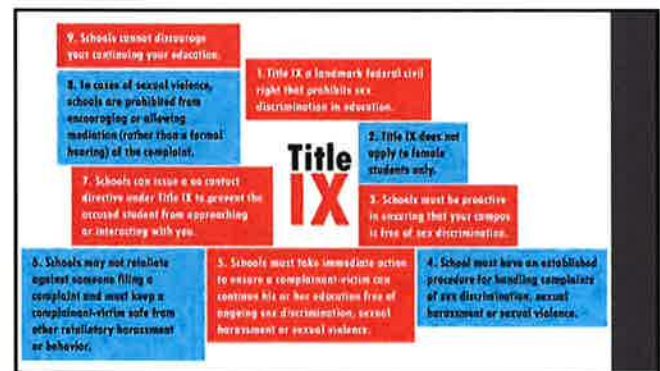 9. Schools cannot discourage
your continuing your education.
8. In cases of sexual violence,
schools are prohibited from
encouraging or allowing
mediation (rather than a formal
hearing) of the complaint.
1. Title IX a landmark federal civil
right that prohibits sex
discrimination in education.
Title
IX
2. Title IX does not
apply to female
students only.
7. Schools can issue a no contact
directive under Title IX to prevent the
accused student from approaching
or interacting with you.
3. Schools must be proactive
in ensuring that your campus
is free of sex discrimination.
6. Schools may not retaliate
against someone filing a
complaint and must keep a
complainant-victim safe from
other retaliatory harassment
or behavior.
5. Schools must take immediate action
to ensure a complainant-victim can
continue his or her education free of
ongoing sex discrimination, sexual
harassment or sexual violence.
4. School must have an established
procedure for handling complaints
of sex discrimination, sexual
harassment or sexual violence.